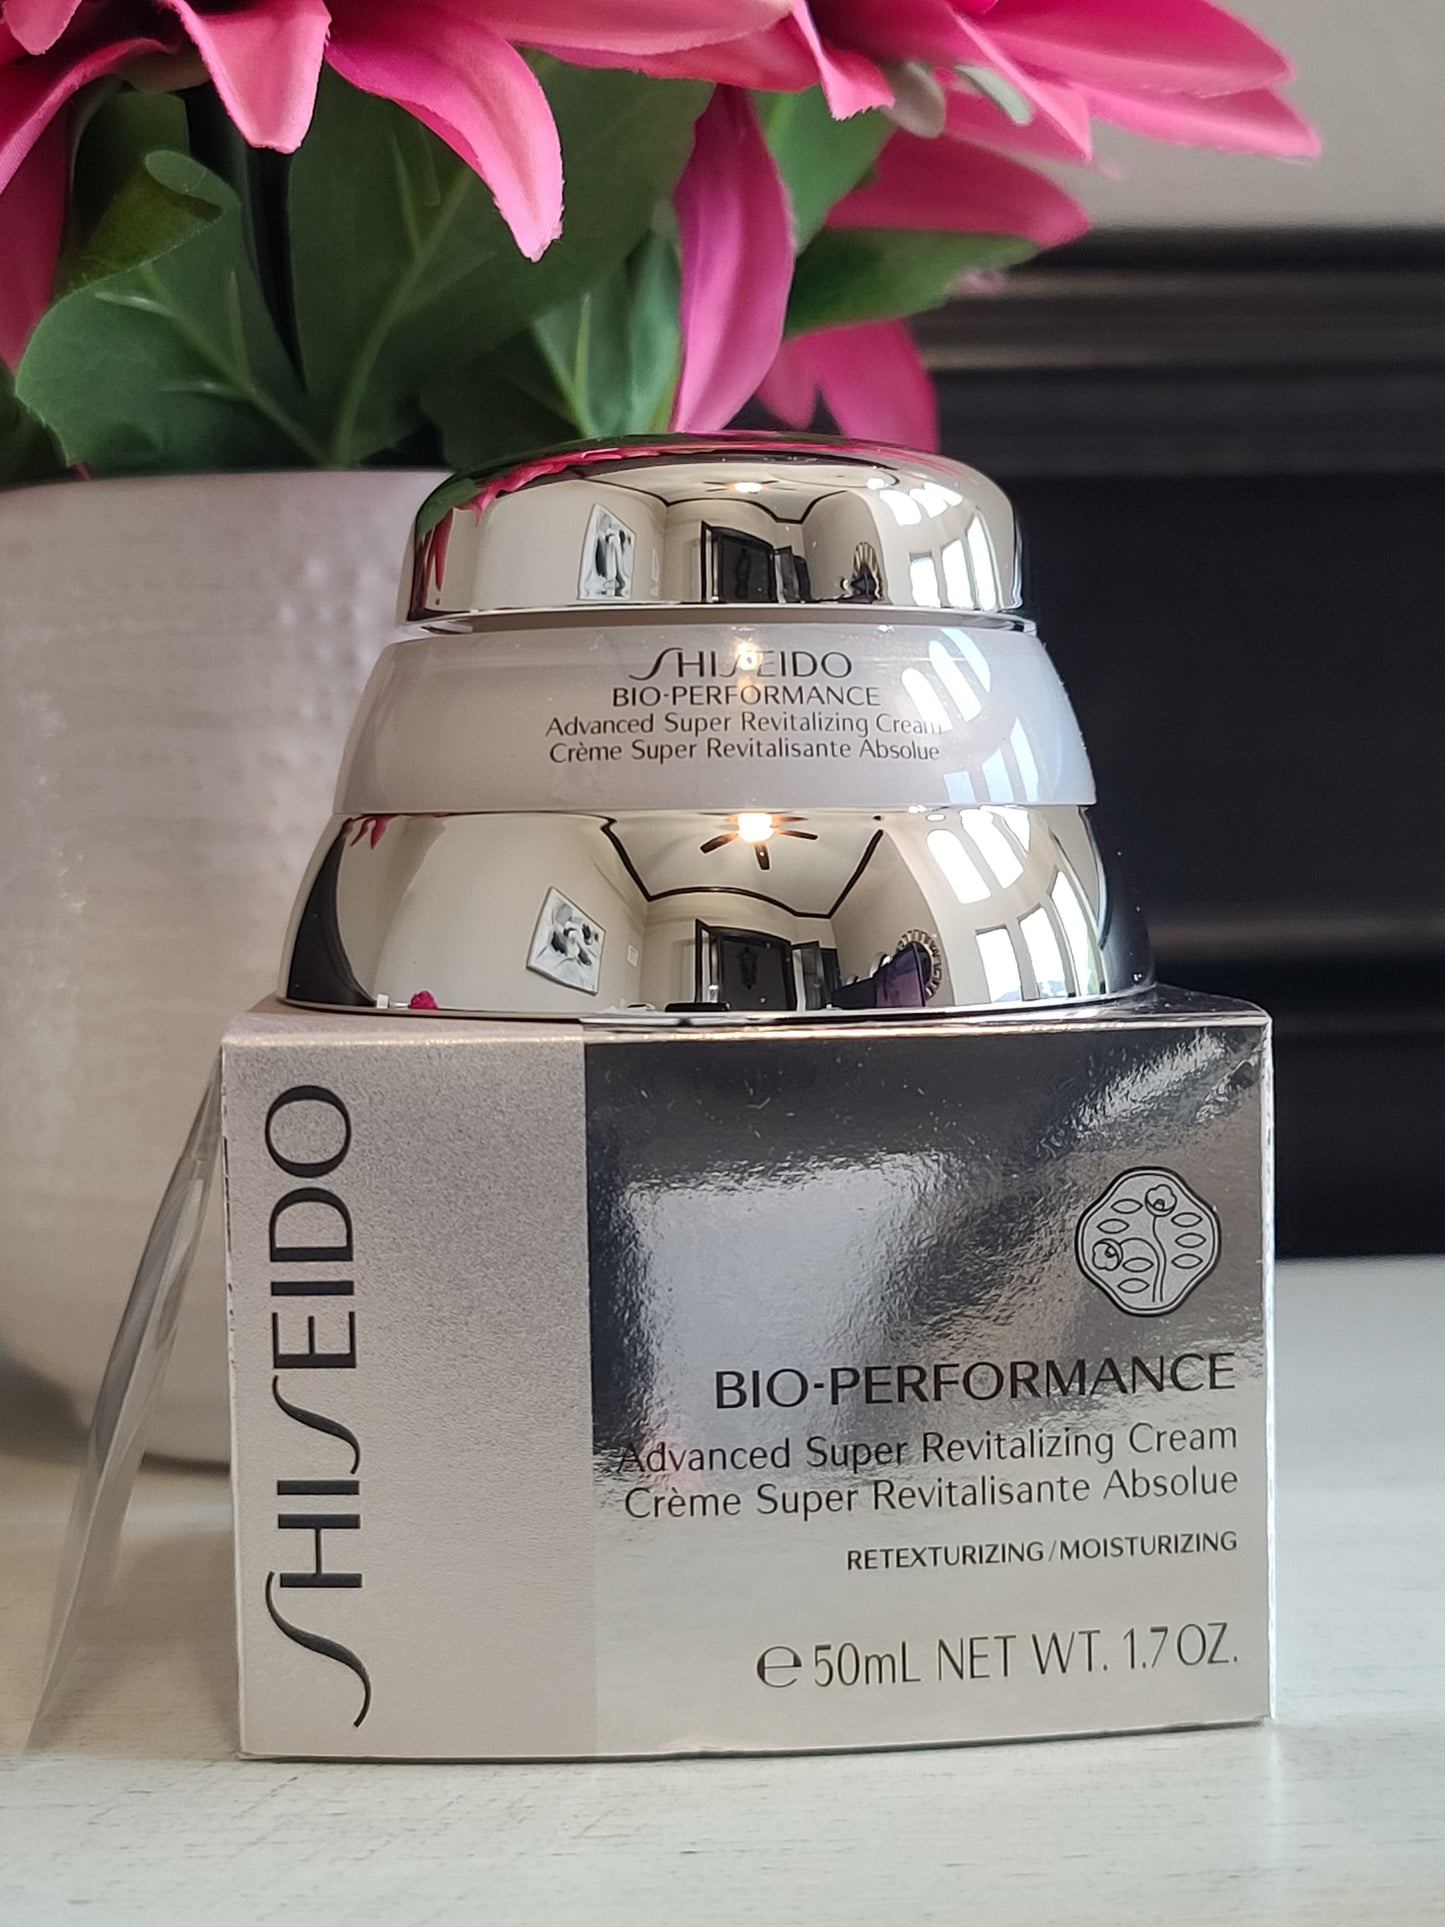 SHISEIDO
BIO-PERFORMANCE
Advanced Super Revitalizing Cream
Crème Super Revitalisante Absolue
SHISEIDO
BIO-PERFORMANCE
Advanced Super Revitalizing Cream
Crème Super Revitalisante Absolue
RETEXTURIZING/MOISTURIZING
℮50mL NET WT. 1.7 OZ.